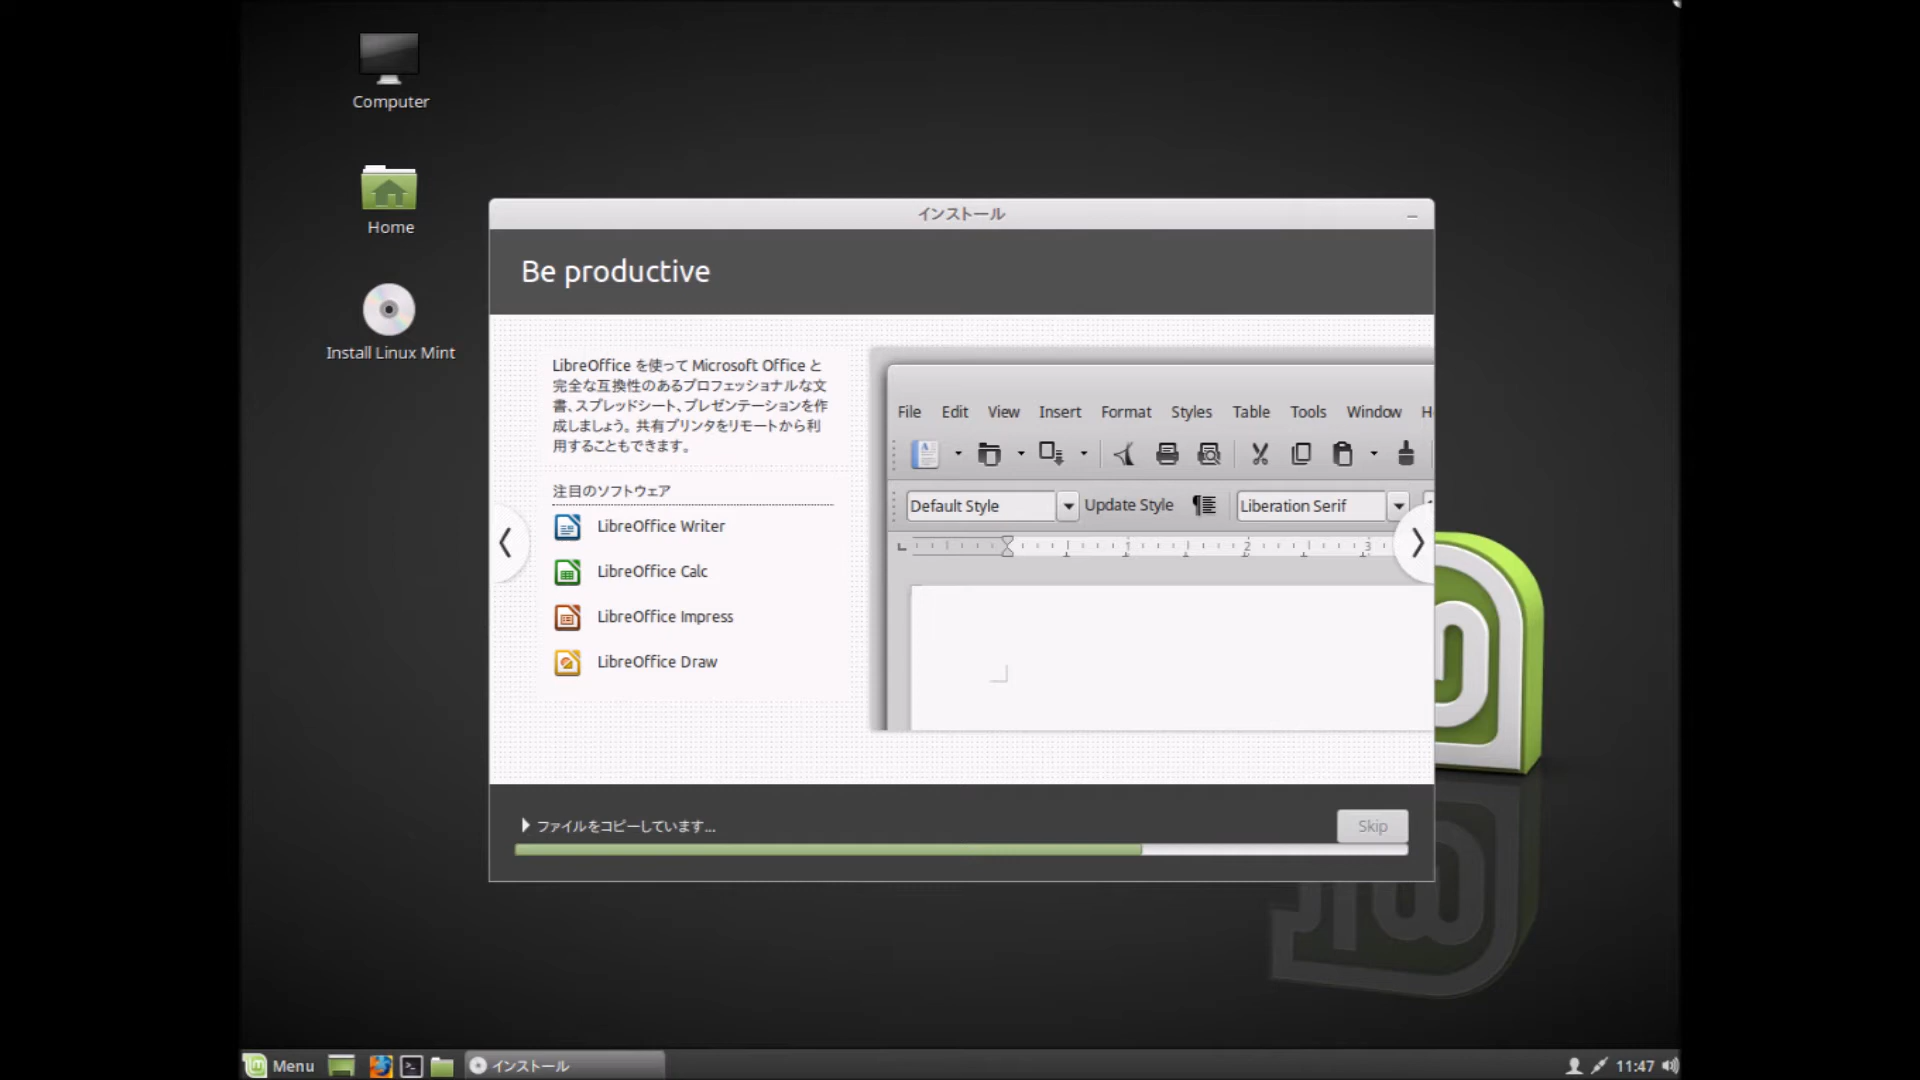 Computer
Home
Install Linux Mint
インストール
Be productive
LibreOffice を使って Microsoft Office と
完全な互換性のあるプロフェッショナルな文
書、スプレッドシート、プレゼンテーションを作
成しましょう。共有プリンタをリモートから利
用することもできます。
注目のソフトウェア
LibreOffice Writer
LibreOffice Calc
LibreOffice Impress
LibreOffice Draw
File Edit View Insert Format Styles Table Tools Window
Default Style Update Style Liberation Serif
1 2 3
ファイルをコピーしています...
Skip
Menu インストール 11:47